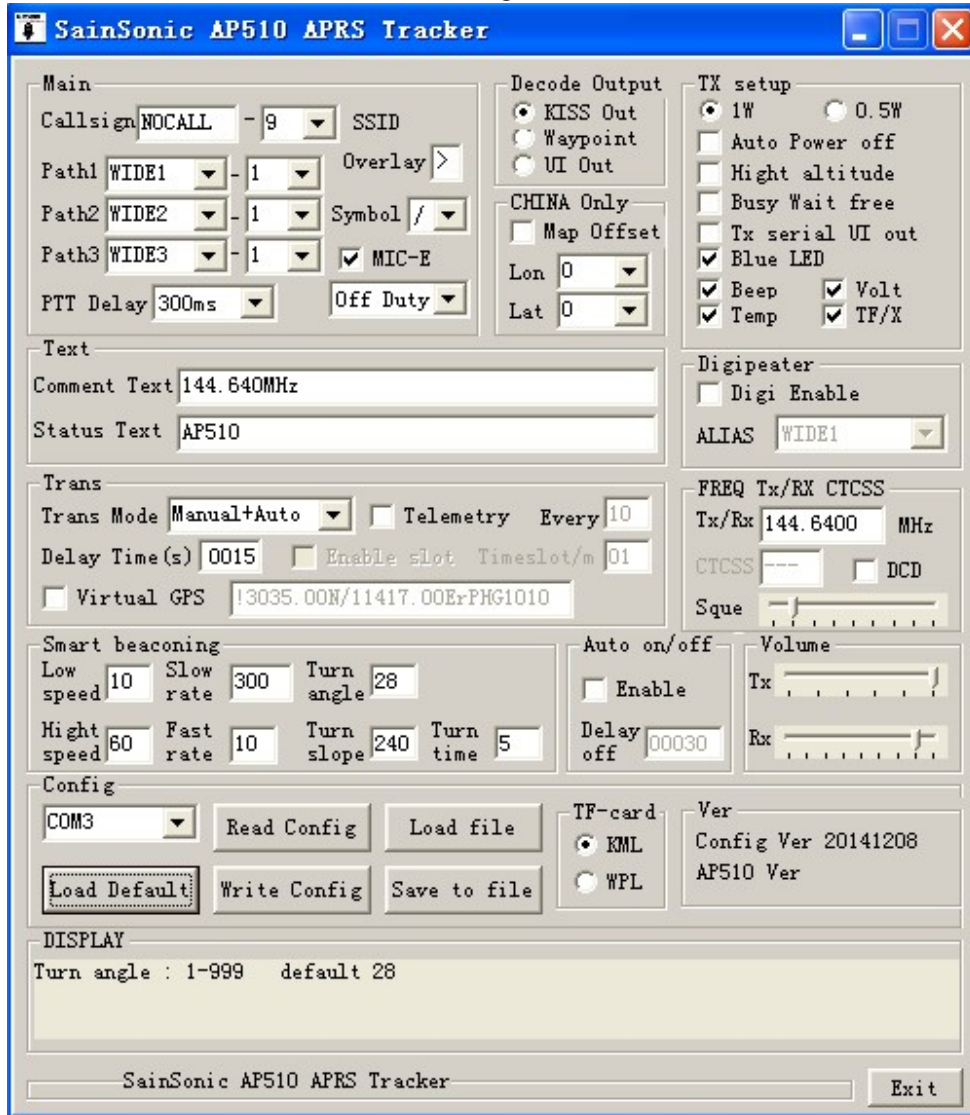 SainSonic AP510 APRS Tracker
Main
Callsign NOCALL - 9 SSID
Path1 WIDE1 - 1 Overlay >
Path2 WIDE2 - 1 Symbol /
Path3 WIDE3 - 1 MIC-E
PTT Delay 300ms Off Duty
Decode Output
KISS Out
Waypoint
UI Out
CHINA Only
Map Offset
Lon 0
Lat 0
TX setup
1W 0.5W
Auto Power off
Hight altitude
Busy Wait free
Tx serial UI out
Blue LED
Beep Volt
Temp TF/X
Text
Comment Text 144.640MHz
Status Text AP510
Digipeater
Digi Enable
ALIAS WIDE1
Trans
Trans Mode Manual+Auto Telemetry Every 10
Delay Time(s) 0015 Enable slot Timeslot/m 01
Virtual GPS !3035.00N/11417.00ErPHG1010
FREQ Tx/RX CTCSS
Tx/Rx 144.6400 MHz
CTCSS --- DCD
Sque
Smart beaconing
Low speed 10 Slow rate 300 Turn angle 28
Hight speed 60 Fast rate 10 Turn slope 240 Turn time 5
Auto on/off
Enable
Delay off 00030
Volume
Tx
Rx
Config
COM3 Read Config Load file
Load Default Write Config Save to file
TF-card
KML
WPL
Ver
Config Ver 20141208
AP510 Ver
DISPLAY
Turn angle : 1-999 default 28
SainSonic AP510 APRS Tracker
Exit